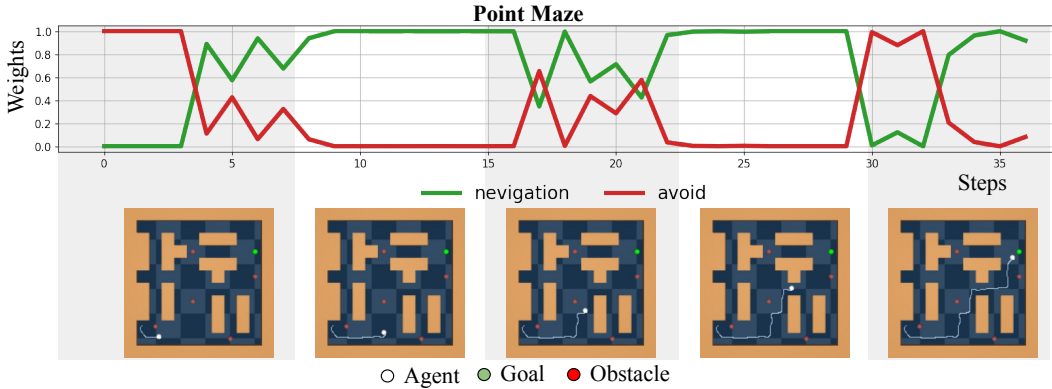 Point Maze
Weights
1.0
0.8
0.6
0.4
0.2
0.0
0 5 10 15 20 25 30 35
Steps
nevigation avoid
Agent Goal Obstacle